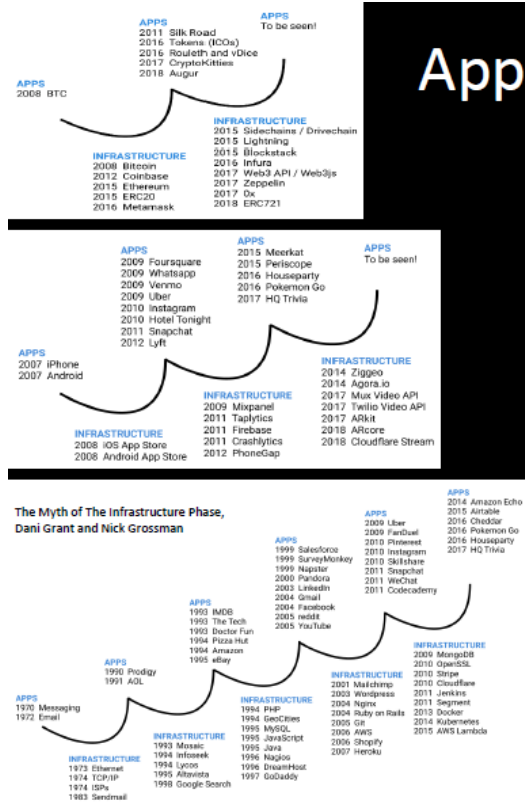 App
APPS
2008 BTC
APPS
2011 Silk Road
2016 Tokens (ICOs)
2016 Rouleth and vDice
2017 CryptoKitties
2018 Augur
APPS
To be seen!
INFRASTRUCTURE
2008 Bitcoin
2012 Coinbase
2015 Ethereum
2015 ERC20
2016 Metamask
INFRASTRUCTURE
2015 Sidechains / Drivechain
2015 Lightning
2015 Blockstack
2016 Infura
2017 Web3 API / Web3js
2017 Zeppelin
2017 0x
2018 ERC721
APPS
2007 iPhone
2007 Android
APPS
2009 Foursquare
2009 Whatsapp
2009 Venmo
2009 Uber
2010 Instagram
2010 Hotel Tonight
2011 Snapchat
2012 Lyft
APPS
2015 Meerkat
2015 Periscope
2016 Houseparty
2016 Pokemon Go
2017 HQ Trivia
APPS
To be seen!
INFRASTRUCTURE
2008 iOS App Store
2008 Android App Store
INFRASTRUCTURE
2009 Mixpanel
2011 Taplytics
2011 Firebase
2011 Crashlytics
2012 PhoneGap
INFRASTRUCTURE
2014 Ziggeo
2014 Agora.io
2017 Mux Video API
2017 Twilio Video API
2017 ARkit
2018 ARcore
2018 Cloudflare Stream
The Myth of The Infrastructure Phase,
Dani Grant and Nick Grossman
APPS
1970 Messaging
1972 Email
APPS
1990 Prodigy
1991 AOL
APPS
1993 IMDB
1993 The Tech
1993 Doctor Fun
1994 Pizza Hut
1994 Amazon
1995 eBay
APPS
1999 Salesforce
1999 SurveyMonkey
1999 Napster
2000 Pandora
2003 LinkedIn
2004 Gmail
2004 Facebook
2005 reddit
2005 YouTube
APPS
2009 Uber
2009 FanDuel
2010 Pinterest
2010 Instagram
2010 Skillshare
2011 Snapchat
2011 WeChat
2011 Codecademy
APPS
2014 Amazon Echo
2015 Airtable
2016 Cheddar
2016 Pokemon Go
2016 Houseparty
2017 HQ Trivia
INFRASTRUCTURE
1973 Ethernet
1974 TCP/IP
1974 ISPs
1983 Sendmail
INFRASTRUCTURE
1993 Mosaic
1994 Infoseek
1994 Lycos
1995 Altavista
1998 Google Search
INFRASTRUCTURE
1994 PHP
1994 GeoCities
1995 MySQL
1995 JavaScript
1995 Java
1996 Nagios
1996 DreamHost
1997 GoDaddy
INFRASTRUCTURE
2001 Mailchimp
2003 Wordpress
2004 Nginx
2004 Ruby on Rails
2005 Git
2006 AWS
2006 Shopify
2007 Heroku
INFRASTRUCTURE
2009 MongoDB
2010 OpenSSL
2010 Stripe
2010 Cloudflare
2011 Jenkins
2011 Segment
2013 Docker
2014 Kubernetes
2015 AWS Lambda